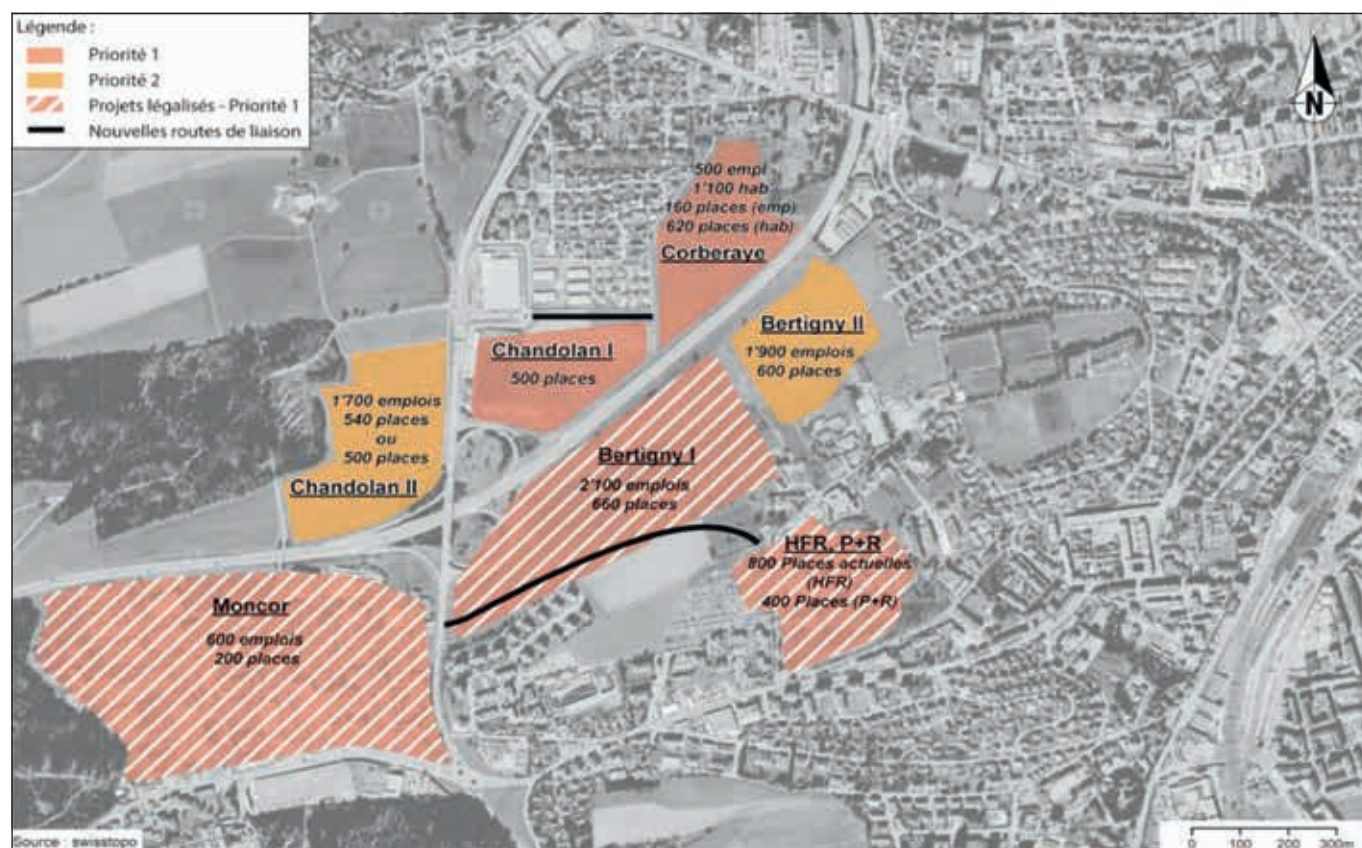 Légende :
Priorité 1
Priorité 2
Projets légalisés - Priorité 1
Nouvelles routes de liaison
N
500 empl
1'100 hab
160 places (emp)
620 places (hab)
Corberaye
Bertigny II
1'900 emplois
600 places
Chandolan I
500 places
1'700 emplois
540 places
ou
500 places
Chandolan II
Bertigny I
2'100 emplois
660 places
HFR, P+R
800 Places actuelles
(HFR)
400 Places (P+R)
Moncor
600 emplois
200 places
Source : swisstopo
0 100 200 300m